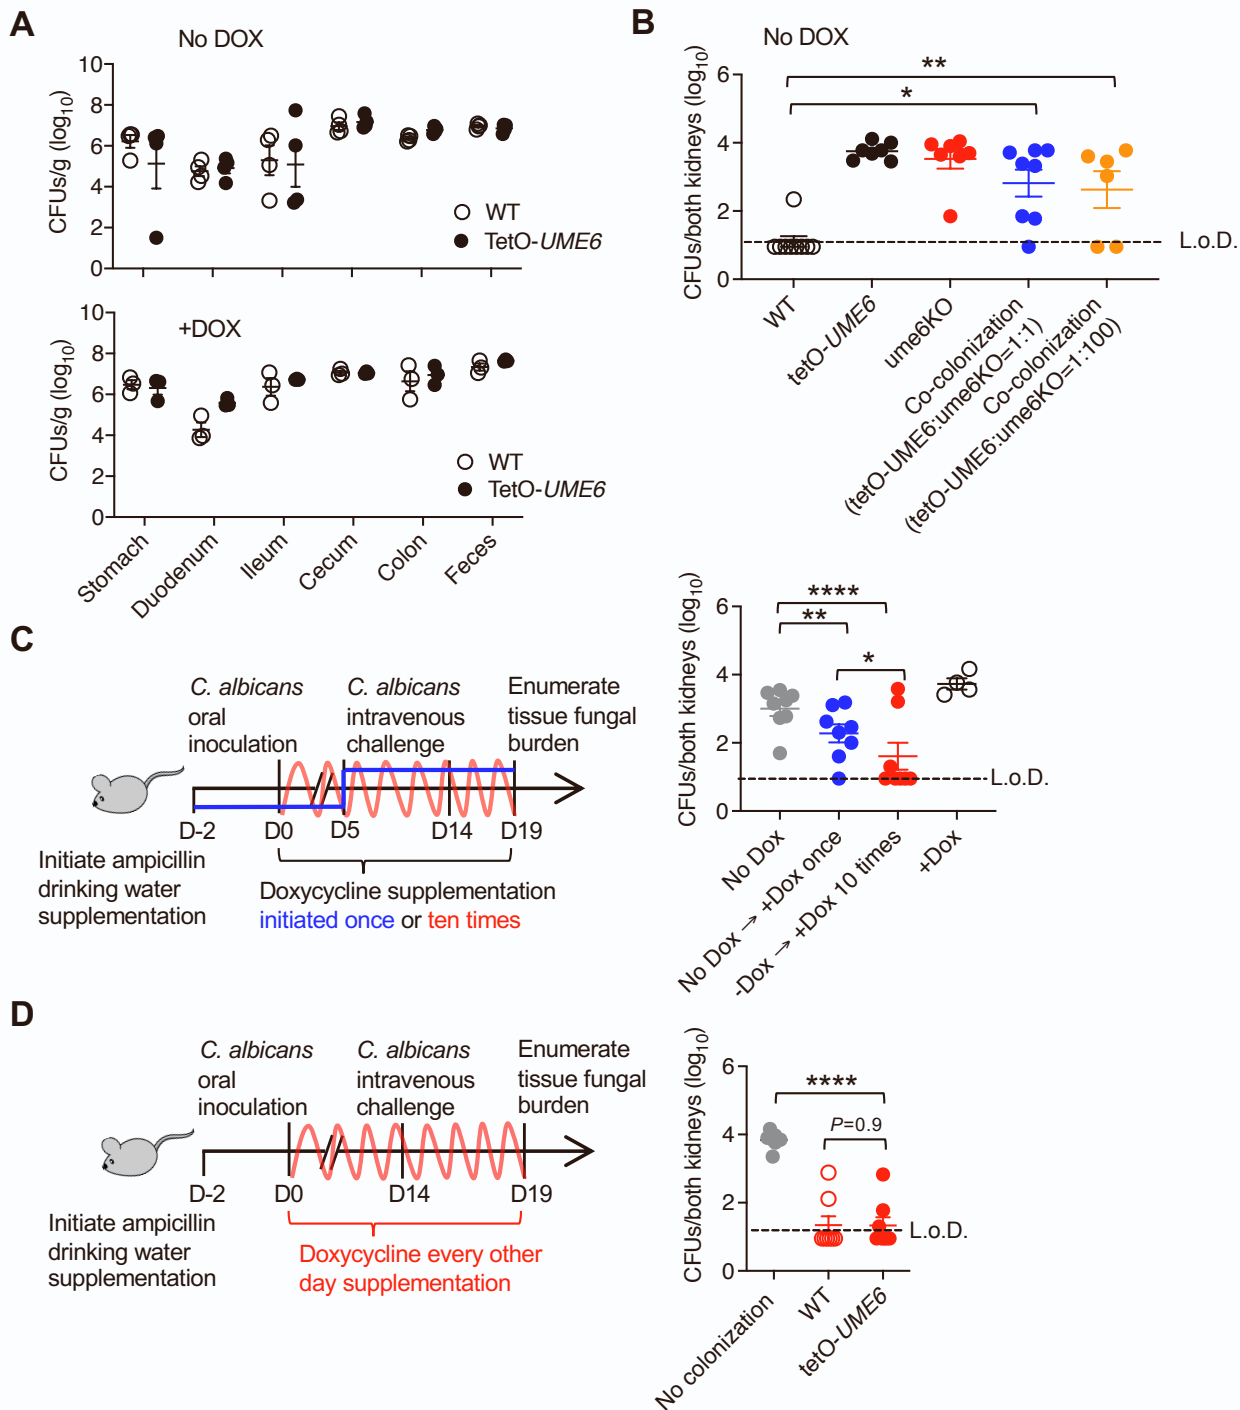 A
No DOX
CFUs/g (log10)
10
8
6
4
2
0
WT
TetO-UME6
+DOX
CFUs/g (log10)
10
8
6
4
2
0
WT
TetO-UME6
Stomach
Duodenum
Ileum
Cecum
Colon
Feces
B
No DOX
CFUs/both kidneys (log10)
6
4
2
0
**
*
L.o.D.
WT
tetO-UME6
ume6KO
Co-colonization
(tetO-UME6:ume6KO=1:1)
Co-colonization
(tetO-UME6:ume6KO=1:100)
C
C. albicans
oral
inoculation
C. albicans
intravenous
challenge
Enumerate
tissue fungal
burden
D-2
D0
D5
D14
D19
Initiate ampicillin
drinking water
supplementation
Doxycycline supplementation
initiated once or ten times
CFUs/both kidneys (log10)
6
4
2
0
****
**
*
L.o.D.
No Dox
No Dox → +Dox once
-Dox → +Dox 10 times
+Dox
D
C. albicans
oral
inoculation
C. albicans
intravenous
challenge
Enumerate
tissue fungal
burden
D-2
D0
D14
D19
Initiate ampicillin
drinking water
supplementation
Doxycycline every other
day supplementation
CFUs/both kidneys (log10)
6
4
2
0
****
P=0.9
L.o.D.
No colonization
WT
tetO-UME6